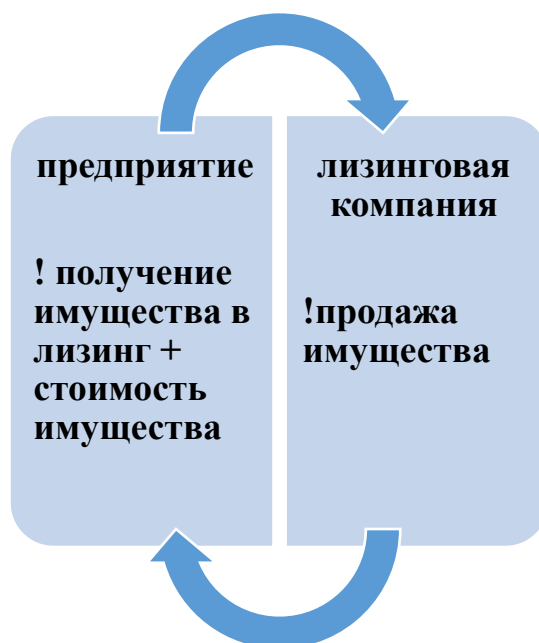 предприятие
! получение
имущества в
лизинг +
стоимость
имущества
лизинговая
компания
!продажа
имущества